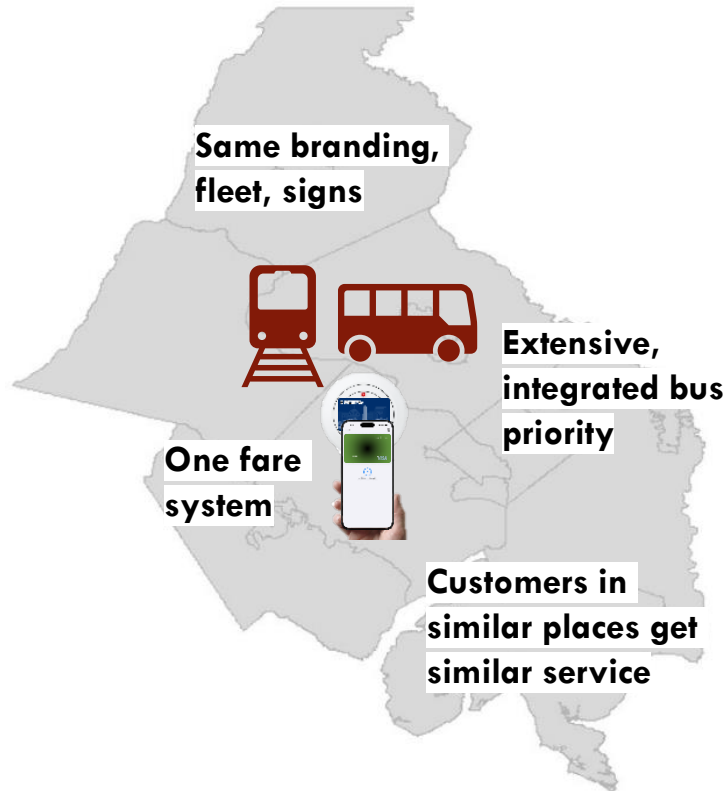 Same branding,
fleet, signs
Extensive,
integrated bus
priority
One fare
system
Customers in
similar places get
similar service